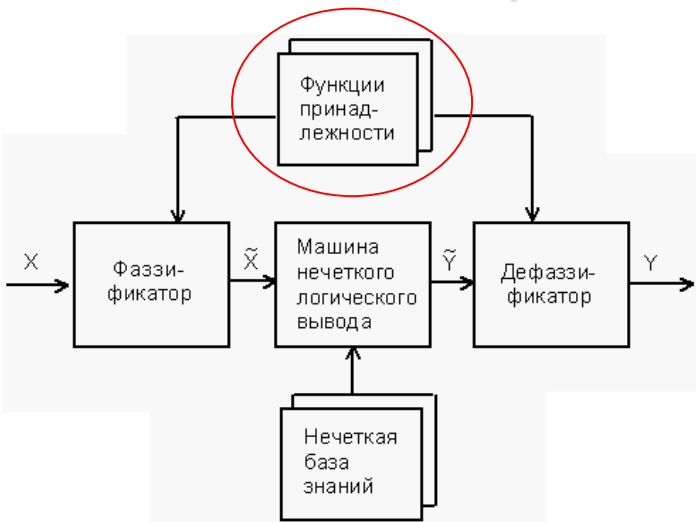 Функции
принад-
лежности
X
Фаззи-
фикатор
X̃
Машина
нечеткого
логического
вывода
Ỹ
Дефаззи-
фикатор
Y
Нечеткая
база
знаний